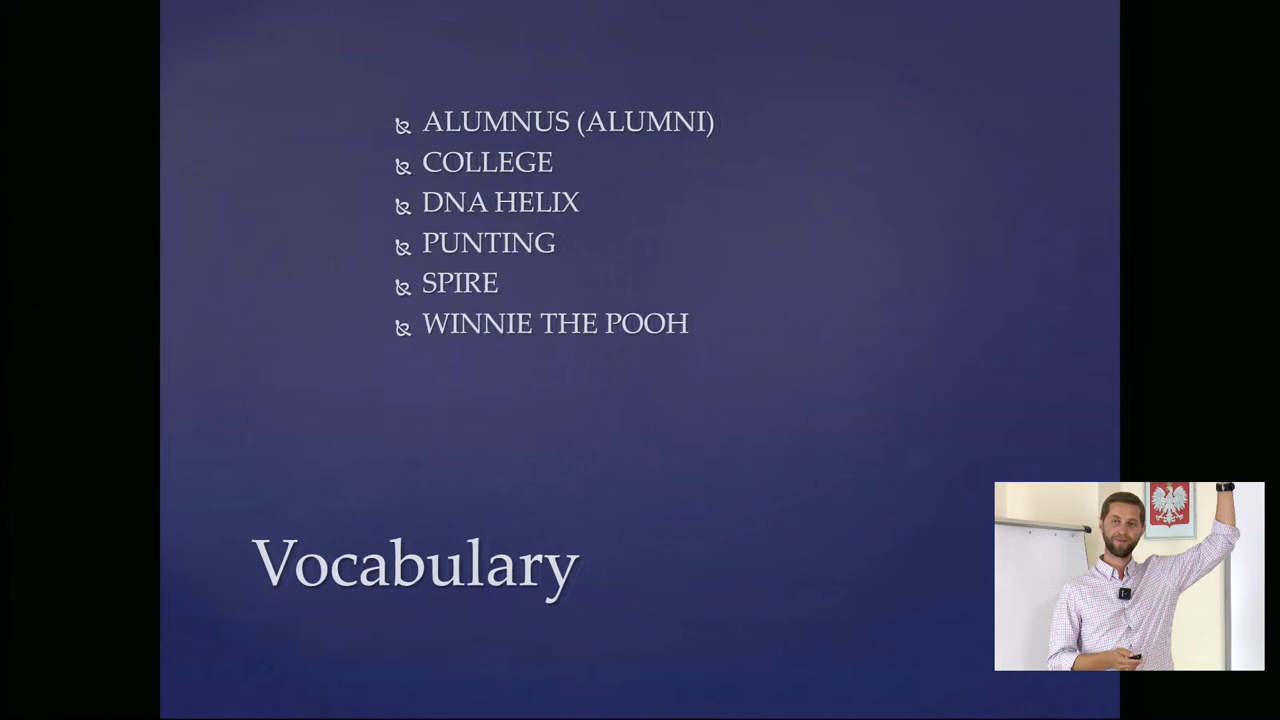 ALUMNUS (ALUMNI)
COLLEGE
DNA HELIX
PUNTING
SPIRE
WINNIE THE POOH
Vocabulary